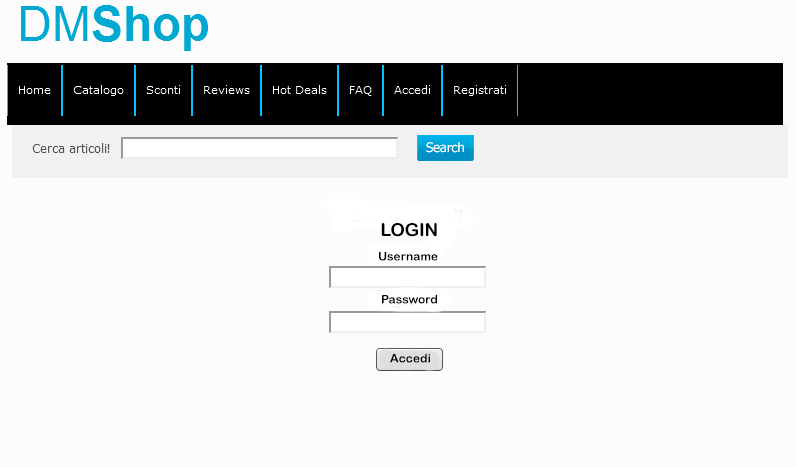 DMShop
Home Catalogo Sconti Reviews Hot Deals FAQ Accedi Registrati
Cerca articoli! Search
LOGIN
Username
Password
Accedi